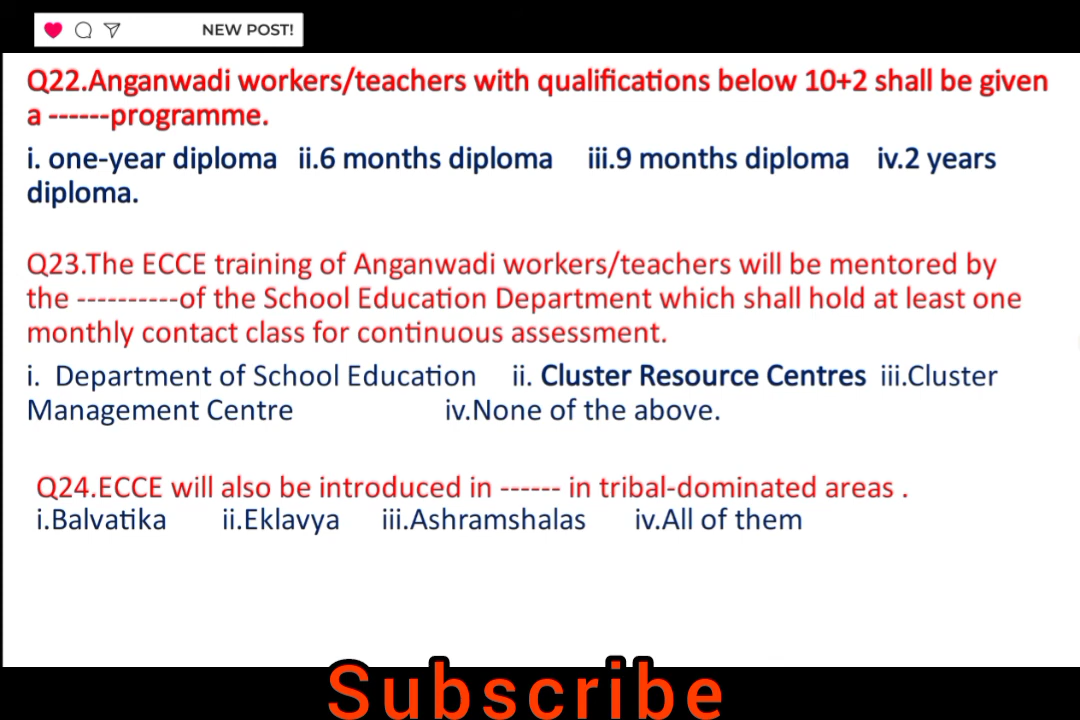 NEW POST!
Q22.Anganwadi workers/teachers with qualifications below 10+2 shall be given
a ------programme.
i. one-year diploma ii.6 months diploma iii.9 months diploma iv.2 years
diploma.
Q23.The ECCE training of Anganwadi workers/teachers will be mentored by
the ----------of the School Education Department which shall hold at least one
monthly contact class for continuous assessment.
i. Department of School Education ii. Cluster Resource Centres iii.Cluster
Management Centre iv.None of the above.
Q24.ECCE will also be introduced in ------ in tribal-dominated areas .
i.Balvatika ii.Eklavya iii.Ashramshalas iv.All of them
Subscribe